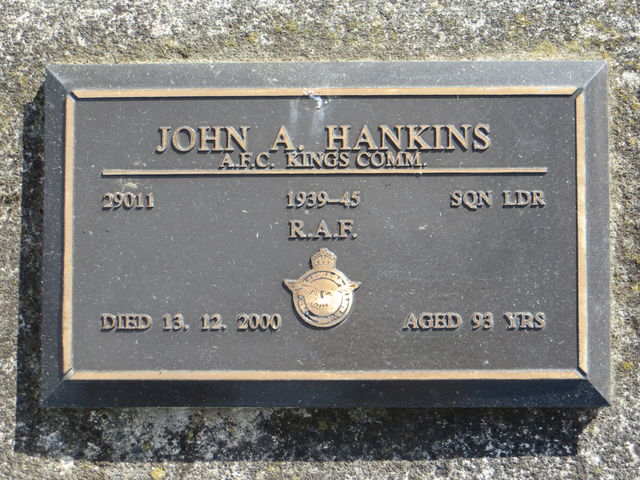 JOHN A. HANKINS
A.F.C. KINGS COMM.
29011 1939–45 SQN LDR
R.A.F.
DIED 13. 12. 2000 AGED 93 YRS